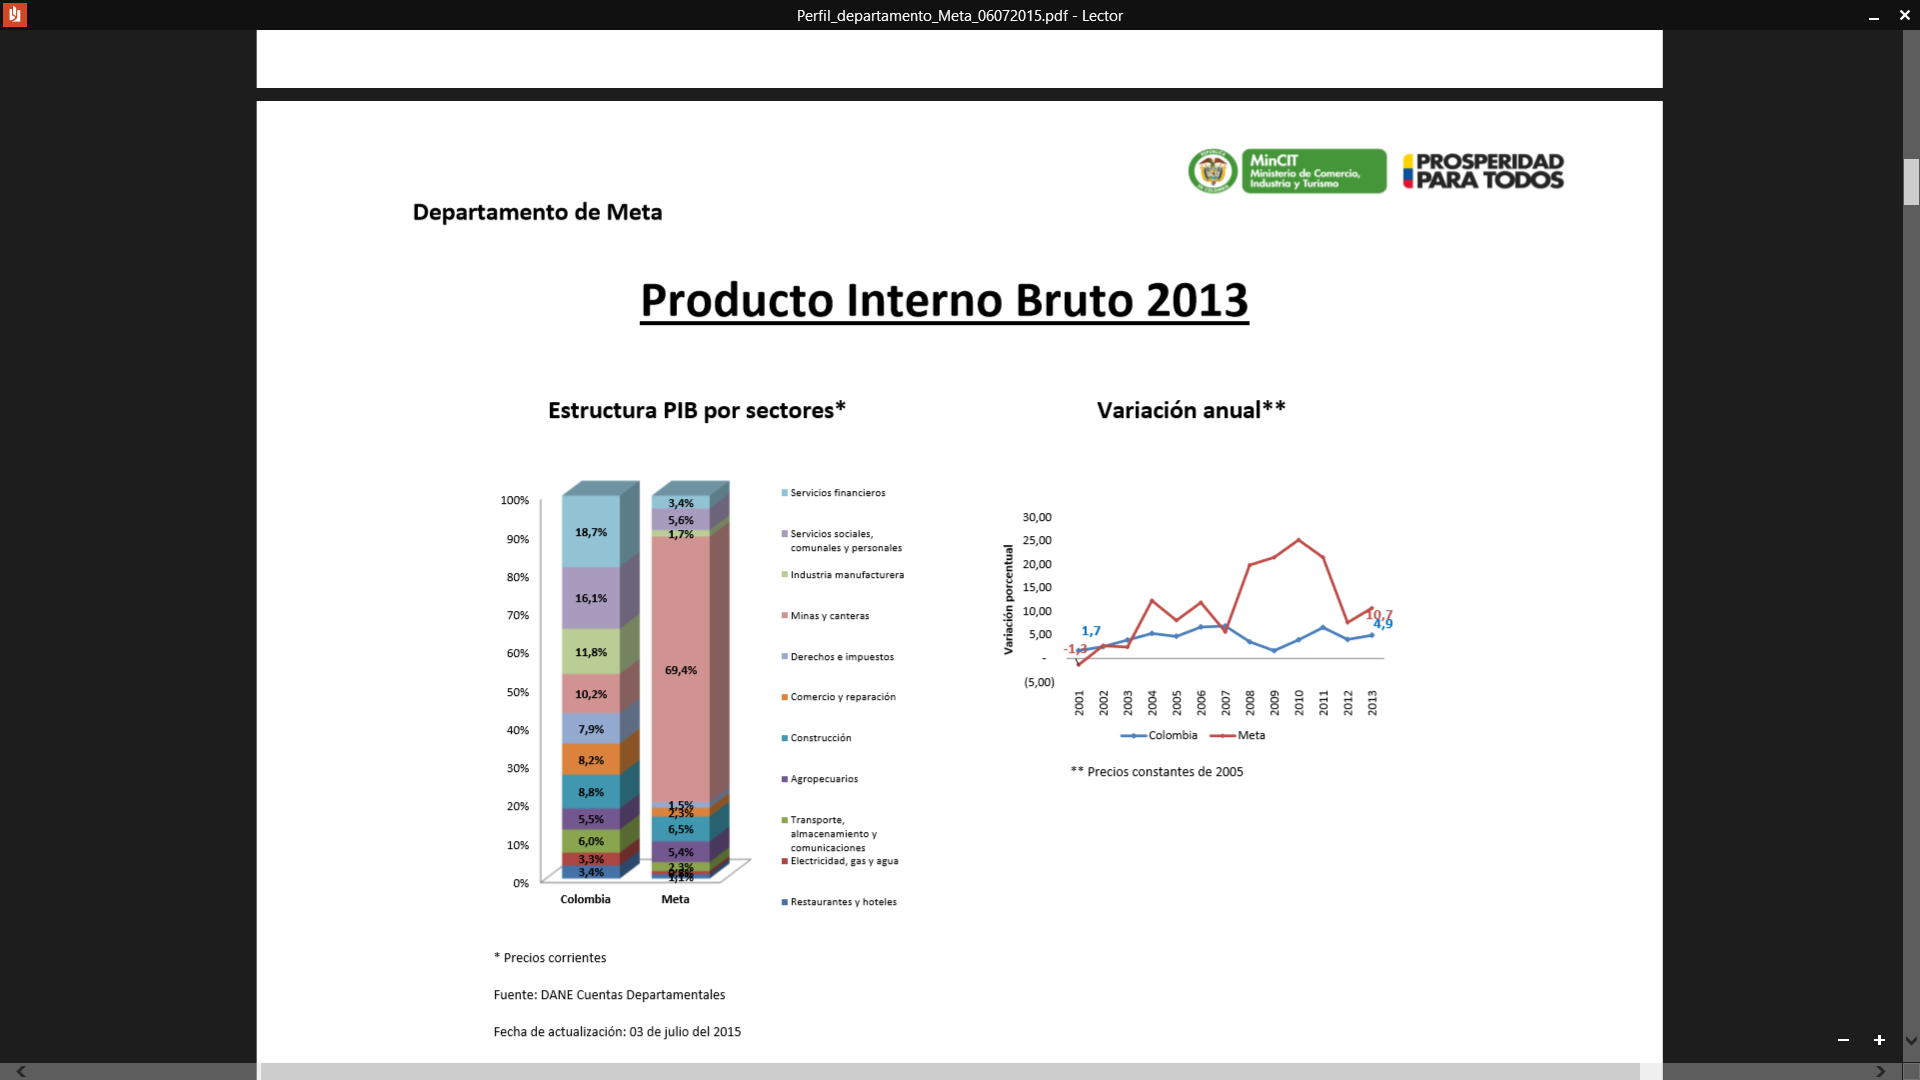 Perfil_departamento_Meta_06072015.pdf - Lector
MinCIT
Ministerio de Comercio,
Industria y Turismo
PROSPERIDAD
PARA TODOS
Departamento de Meta
Producto Interno Bruto 2013
Estructura PIB por sectores*
100%
90%
80%
70%
60%
50%
40%
30%
20%
10%
0%
18,7%
16,1%
11,8%
10,2%
7,9%
8,2%
8,8%
5,5%
6,0%
3,3%
3,4%
3,4%
5,6%
1,7%
69,4%
1,5%
2,3%
6,5%
5,4%
2,3%
1,1%
Colombia
Meta
Servicios financieros
Servicios sociales,
comunales y personales
Industria manufacturera
Minas y canteras
Derechos e impuestos
Comercio y reparación
Construcción
Agropecuarios
Transporte,
almacenamiento y
comunicaciones
Electricidad, gas y agua
Restaurantes y hoteles
* Precios corrientes
Fuente: DANE Cuentas Departamentales
Fecha de actualización: 03 de julio del 2015
Variación anual**
Variación porcentual
30,00
25,00
20,00
15,00
10,00
5,00
-
(5,00)
1,7
-1,3
10,7
4,9
2001
2002
2003
2004
2005
2006
2007
2008
2009
2010
2011
2012
2013
Colombia
Meta
** Precios constantes de 2005